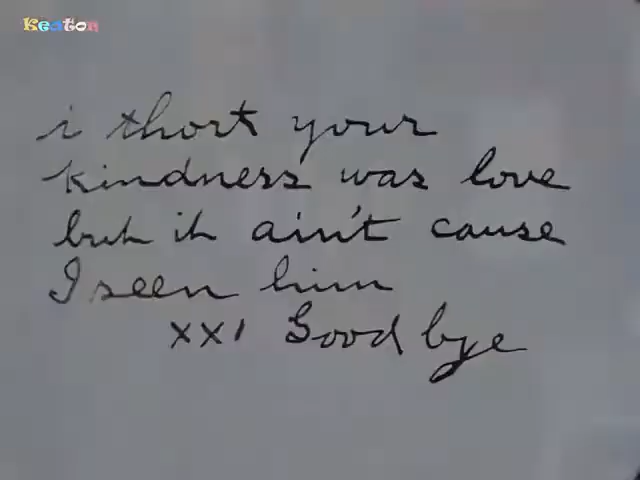 Keaton
i thort your
kindness was love
but it ain't cause
I seen him
xx1 Good bye